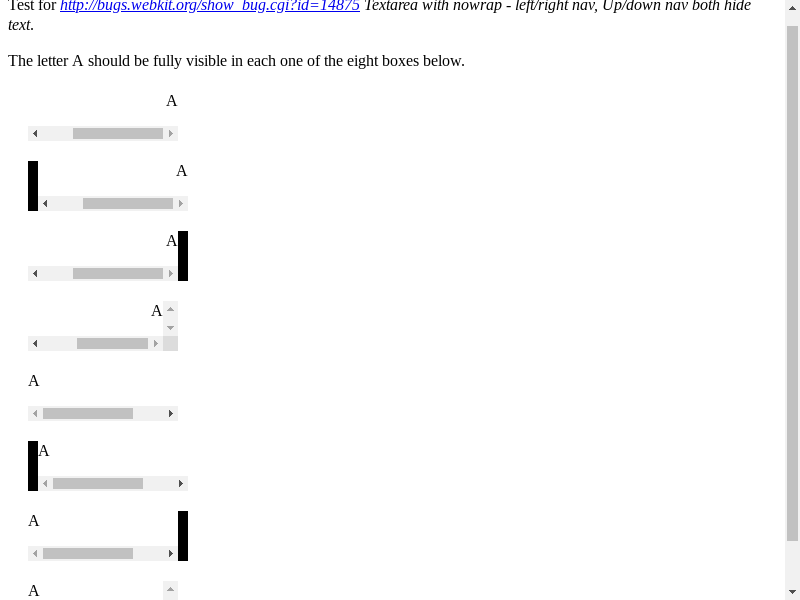 Test for http://bugs.webkit.org/show_bug.cgi?id=14875 Textarea with nowrap - left/right nav, Up/down nav both hide
text.
The letter A should be fully visible in each one of the eight boxes below.
A
A
A
A
A
A
A
A